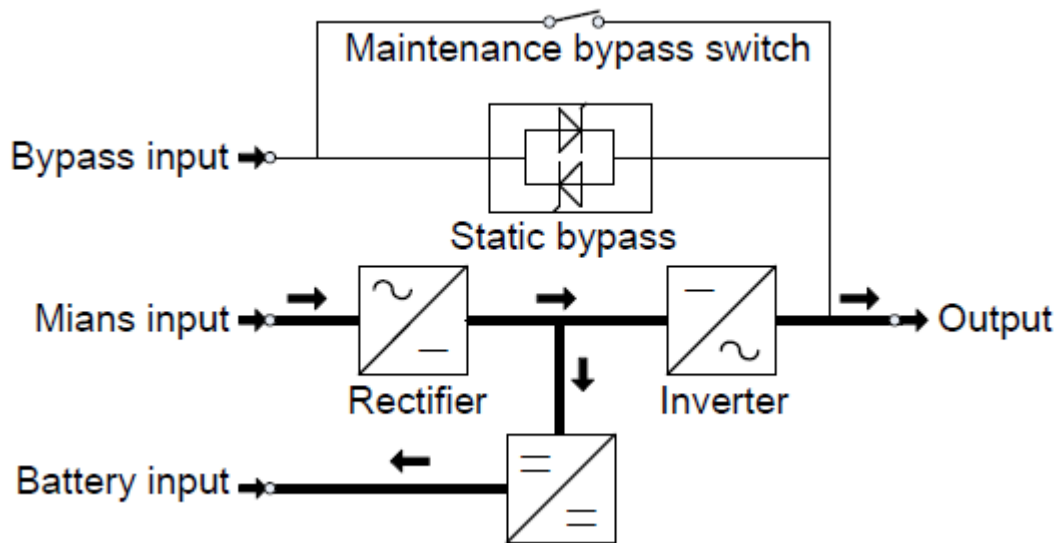 Maintenance bypass switch
Bypass input
Static bypass
Mians input
Output
Rectifier
Inverter
Battery input